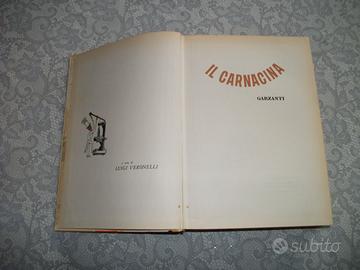 a cura di
LUIGI VERONELLI
IL CARNACINA
GARZANTI
subito